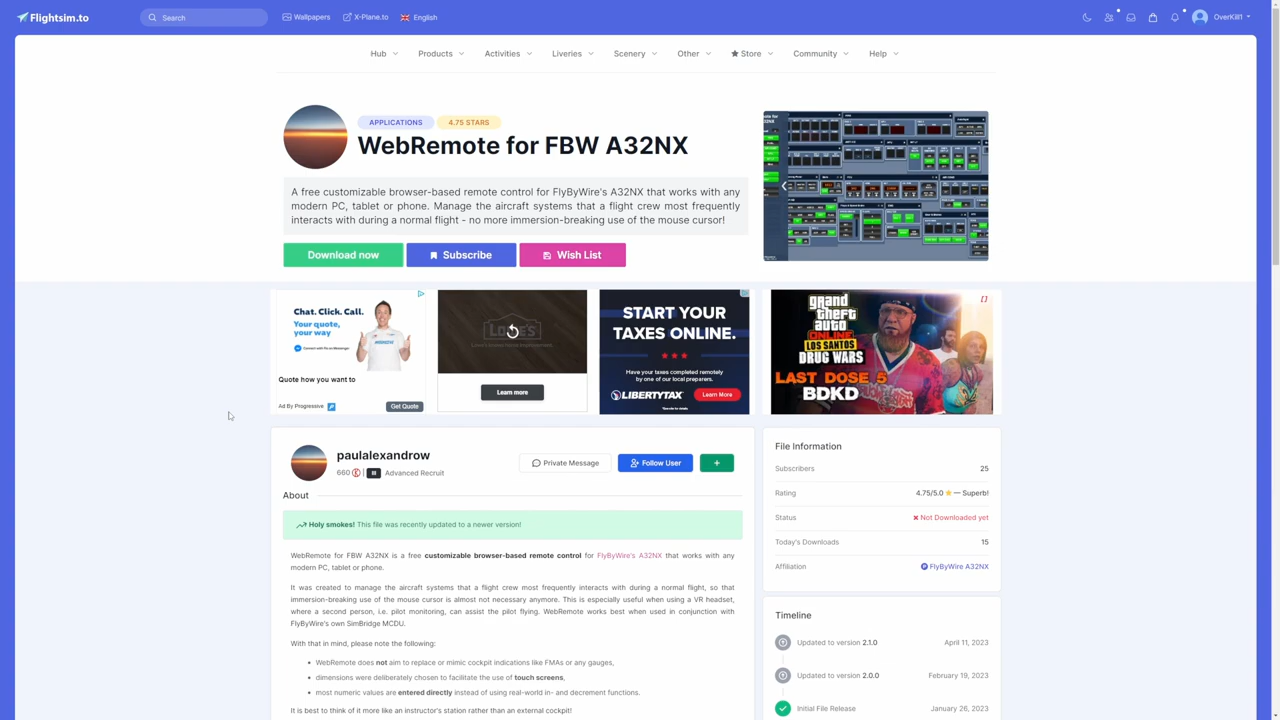 Flightsim.to
Search
Wallpapers
X-Plane.to
English
OverKill1
Hub
Products
Activities
Liveries
Scenery
Other
Store
Community
Help
APPLICATIONS
4.75 STARS
WebRemote for FBW A32NX
A free customizable browser-based remote control for FlyByWire's A32NX that works with any
modern PC, tablet or phone. Manage the aircraft systems that a flight crew most frequently
interacts with during a normal flight - no more immersion-breaking use of the mouse cursor!
Download now
Subscribe
Wish List
Chat. Click. Call.
Your quote,
your way
Quote how you want to
Ad By Progressive
Get Quote
LOWE'S
Learn more
START YOUR
TAXES ONLINE.
Have your taxes completed remotely
by one of our local preparers.
LIBERTYTAX
Learn More
grand
theft
auto
ONLINE
LOS SANTOS
DRUG WARS
LAST DOSE 5
BDKD
paulalexandrow
660
Advanced Recruit
Private Message
Follow User
+
About
Holy smokes! This file was recently updated to a newer version!
WebRemote for FBW A32NX is a free customizable browser-based remote control for FlyByWire's A32NX that works with any
modern PC, tablet or phone.
It was created to manage the aircraft systems that a flight crew most frequently interacts with during a normal flight, so that
immersion-breaking use of the mouse cursor is almost not necessary anymore. This is especially useful when using a VR headset,
where a second person, i.e. pilot monitoring, can assist the pilot flying. WebRemote works best when used in conjunction with
FlyByWire's own SimBridge MCDU.
With that in mind, please note the following:
• WebRemote does not aim to replace or mimic cockpit indications like FMAs or any gauges,
• dimensions were deliberately chosen to facilitate the use of touch screens,
• most numeric values are entered directly instead of using real-world in- and decrement functions.
It is best to think of it more like an instructor's station rather than an external cockpit!
File Information
Subscribers 25
Rating 4.75/5.0 — Superb!
Status Not Downloaded yet
Today's Downloads 15
Affiliation FlyByWire A32NX
Timeline
Updated to version 2.1.0 April 11, 2023
Updated to version 2.0.0 February 19, 2023
Initial File Release January 26, 2023